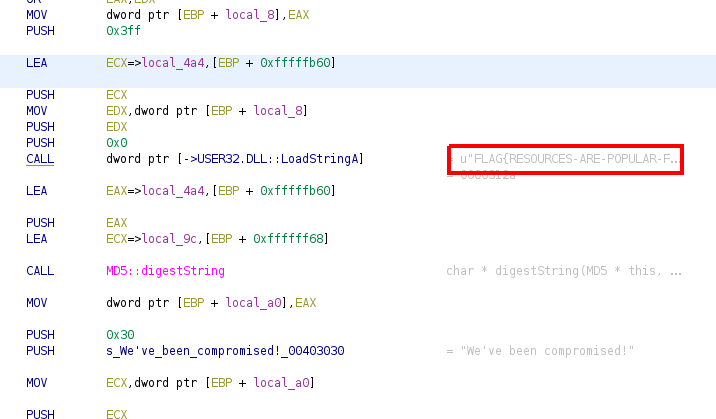 OR EAX,EDX
MOV dword ptr [EBP + local_8],EAX
PUSH 0x3ff
LEA ECX=>local_4a4,[EBP + 0xfffffb60]
PUSH ECX
MOV EDX,dword ptr [EBP + local_8]
PUSH EDX
PUSH 0x0
CALL dword ptr [->USER32.DLL::LoadStringA] = u"FLAG{RESOURCES-ARE-POPULAR-F...
= 0000312a
LEA EAX=>local_4a4,[EBP + 0xfffffb60]
PUSH EAX
LEA ECX=>local_9c,[EBP + 0xffffff68]
CALL MD5::digestString char * digestString(MD5 * this, ...
MOV dword ptr [EBP + local_a0],EAX
PUSH 0x30
PUSH s_We've_been_compromised!_00403030 = "We've been compromised!"
MOV ECX,dword ptr [EBP + local_a0]
PUSH ECX